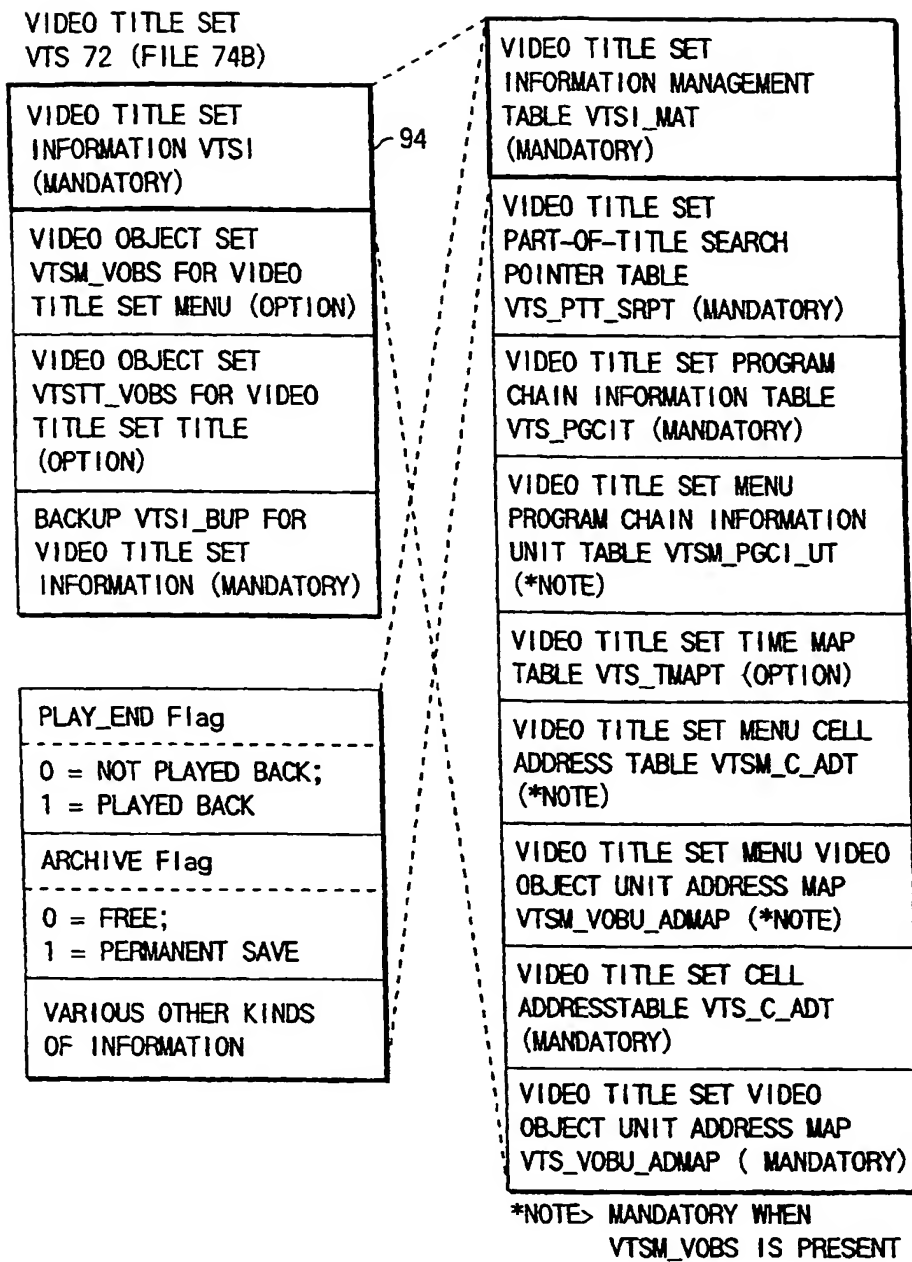 VIDEO TITLE SET
VTS 72 (FILE 74B)
VIDEO TITLE SET
INFORMATION VTSI
(MANDATORY)
94
VIDEO OBJECT SET
VTSM_VOBS FOR VIDEO
TITLE SET MENU (OPTION)
VIDEO OBJECT SET
VTSTT_VOBS FOR VIDEO
TITLE SET TITLE
(OPTION)
BACKUP VTSI_BUP FOR
VIDEO TITLE SET
INFORMATION (MANDATORY)
PLAY_END Flag
0 = NOT PLAYED BACK;
1 = PLAYED BACK
ARCHIVE Flag
0 = FREE;
1 = PERMANENT SAVE
VARIOUS OTHER KINDS
OF INFORMATION
VIDEO TITLE SET
INFORMATION MANAGEMENT
TABLE VTSI_MAT
(MANDATORY)
VIDEO TITLE SET
PART-OF-TITLE SEARCH
POINTER TABLE
VTS_PTT_SRPT (MANDATORY)
VIDEO TITLE SET PROGRAM
CHAIN INFORMATION TABLE
VTS_PGCIT (MANDATORY)
VIDEO TITLE SET MENU
PROGRAM CHAIN INFORMATION
UNIT TABLE VTSM_PGCI_UT
(*NOTE)
VIDEO TITLE SET TIME MAP
TABLE VTS_TMAPT (OPTION)
VIDEO TITLE SET MENU CELL
ADDRESS TABLE VTSM_C_ADT
(*NOTE)
VIDEO TITLE SET MENU VIDEO
OBJECT UNIT ADDRESS MAP
VTSM_VOBU_ADMAP (*NOTE)
VIDEO TITLE SET CELL
ADDRESSTABLE VTS_C_ADT
(MANDATORY)
VIDEO TITLE SET VIDEO
OBJECT UNIT ADDRESS MAP
VTS_VOBU_ADMAP ( MANDATORY)
*NOTE> MANDATORY WHEN
VTSM_VOBS IS PRESENT